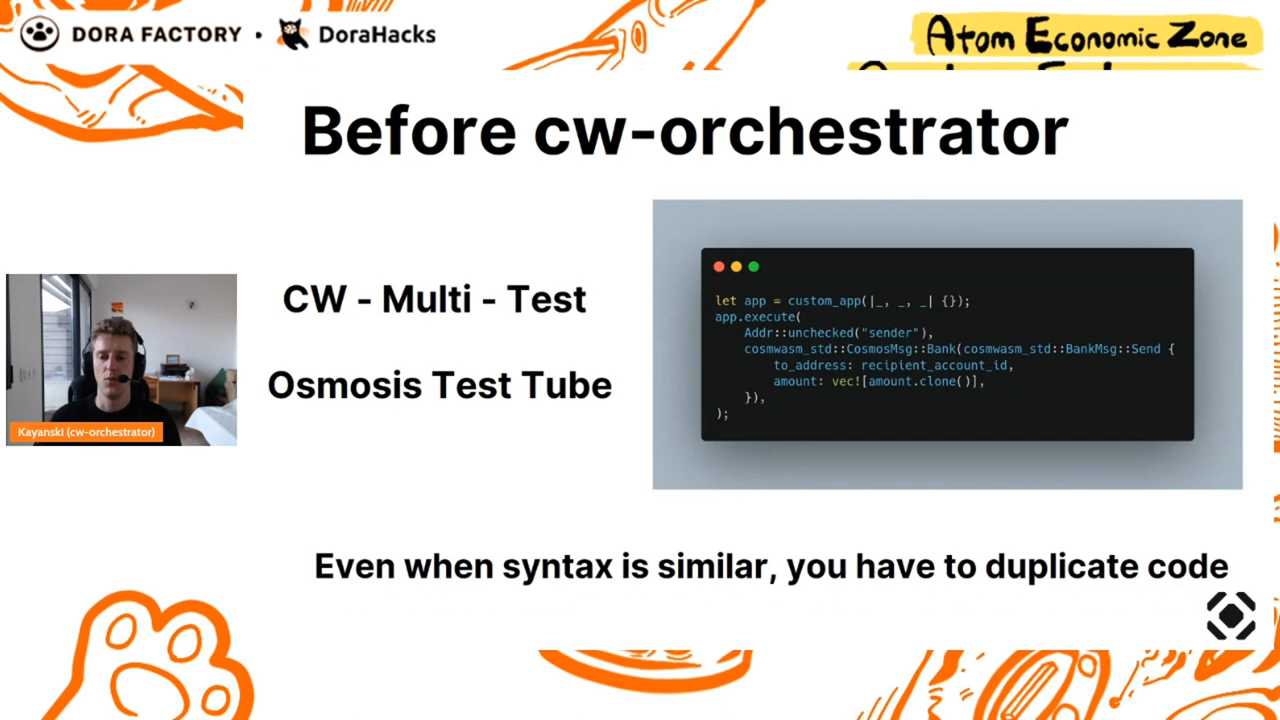 DORA FACTORY • DoraHacks
Atom Economic Zone
Before cw-orchestrator
CW - Multi - Test
Osmosis Test Tube
let app = custom_app(|_, _, _| {});
app.execute(
    Addr::unchecked("sender"),
    cosmwasm_std::CosmosMsg::Bank(cosmwasm_std::BankMsg::Send {
        to_address: recipient_account_id,
        amount: vec![amount.clone()],
    }),
);
Kayanski (cw-orchestrator)
Even when syntax is similar, you have to duplicate code